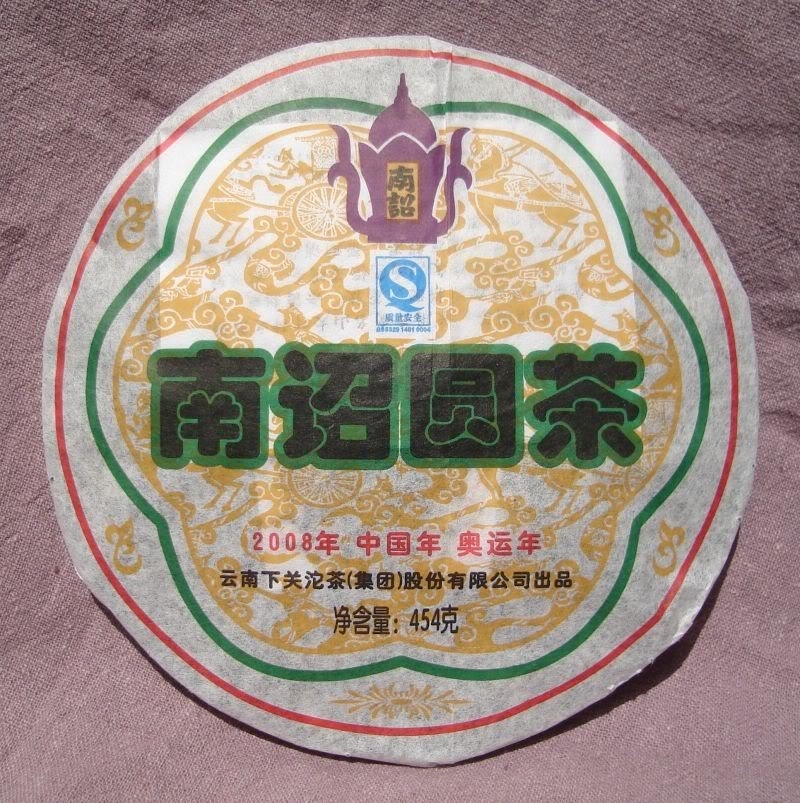 南詔
质量安全
南诏圆茶
2008年 中国年 奥运年
云南下关沱茶(集团)股份有限公司出品
净含量：454克